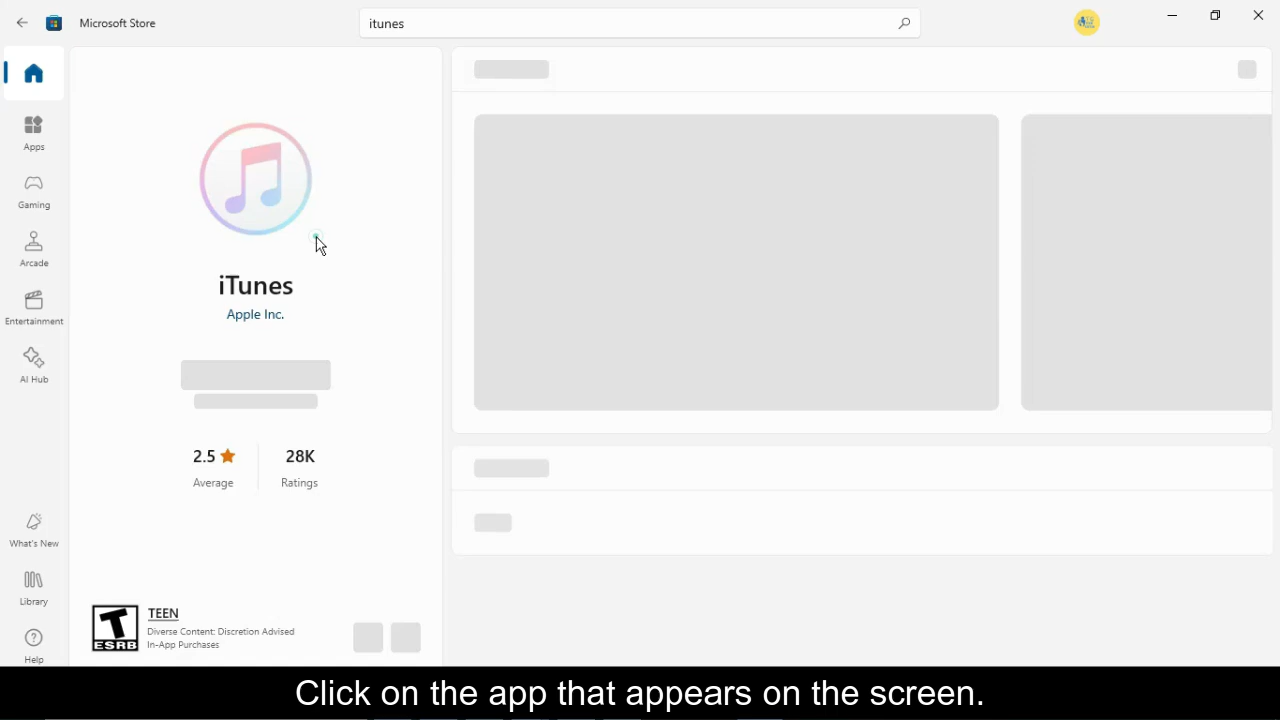 Microsoft Store
itunes
Apps
Gaming
Arcade
Entertainment
AI Hub
What's New
Library
Help
iTunes
Apple Inc.
2.5
Average
28K
Ratings
T
ESRB
TEEN
Diverse Content: Discretion Advised
In-App Purchases
Click on the app that appears on the screen.